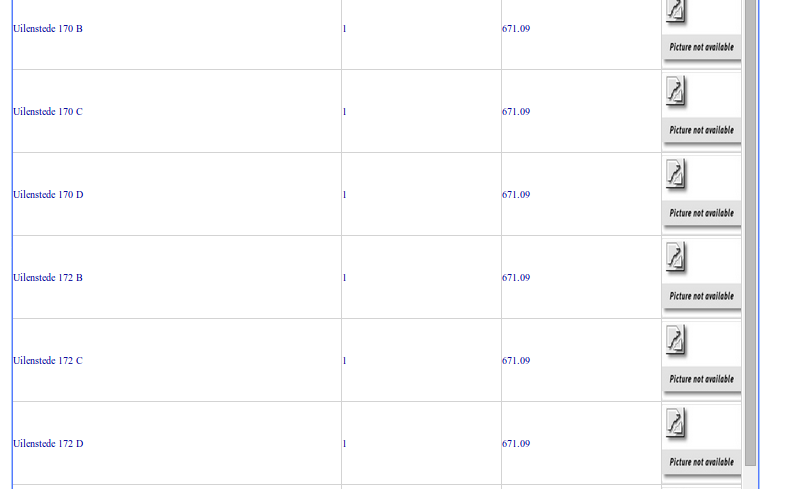 Uilenstede 170 B 1 671.09
Picture not available
Uilenstede 170 C 1 671.09
Picture not available
Uilenstede 170 D 1 671.09
Picture not available
Uilenstede 172 B 1 671.09
Picture not available
Uilenstede 172 C 1 671.09
Picture not available
Uilenstede 172 D 1 671.09
Picture not available